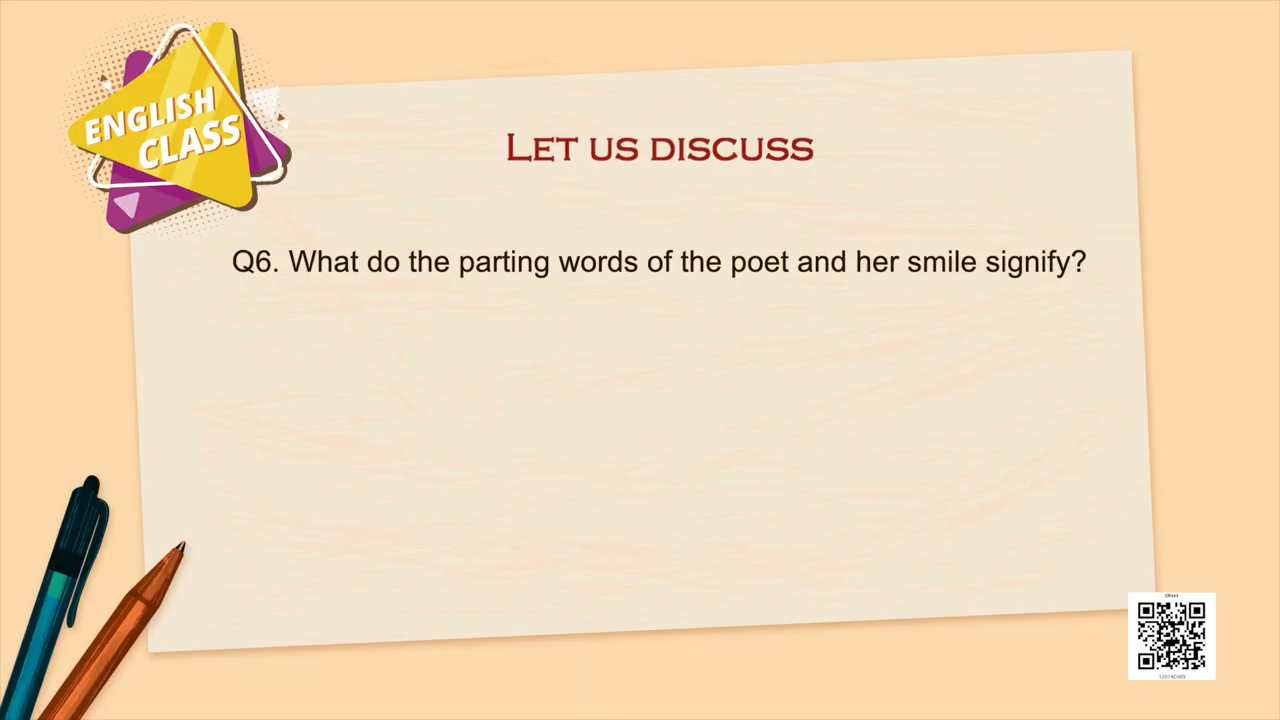 ENGLISH
CLASS
LET US DISCUSS
Q6. What do the parting words of the poet and her smile signify?